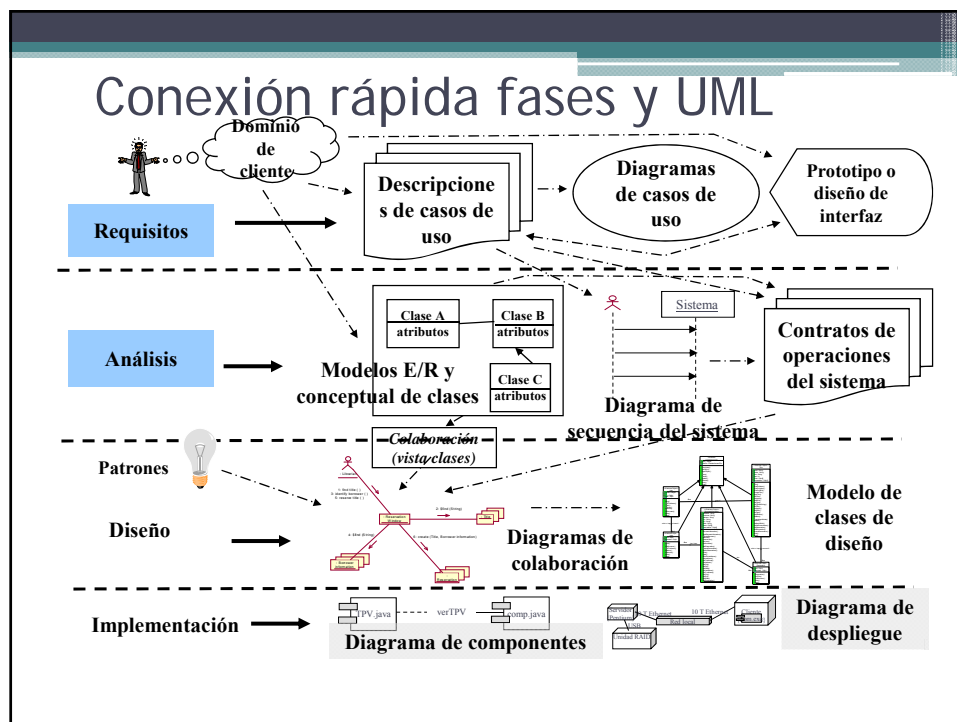 Conexión rápida fases y UML
Dominio
de
cliente
Requisitos
Descripcione
s de casos de
uso
Diagramas
de casos de
uso
Prototipo o
diseño de
interfaz
Análisis
Clase A
atributos
Clase B
atributos
Clase C
atributos
Modelos E/R y
conceptual de clases
Sistema
Diagrama de
secuencia del sistema
Contratos de
operaciones
del sistema
Colaboración
(vista clases)
Patrones
Diseño
Diagramas de
colaboración
Modelo de
clases de
diseño
Implementación
TPV.java
verTPV
comp.java
Diagrama de componentes
10 T Ethernet
Red local
USB
Unidad RAID
Cliente
Diagrama de
despliegue